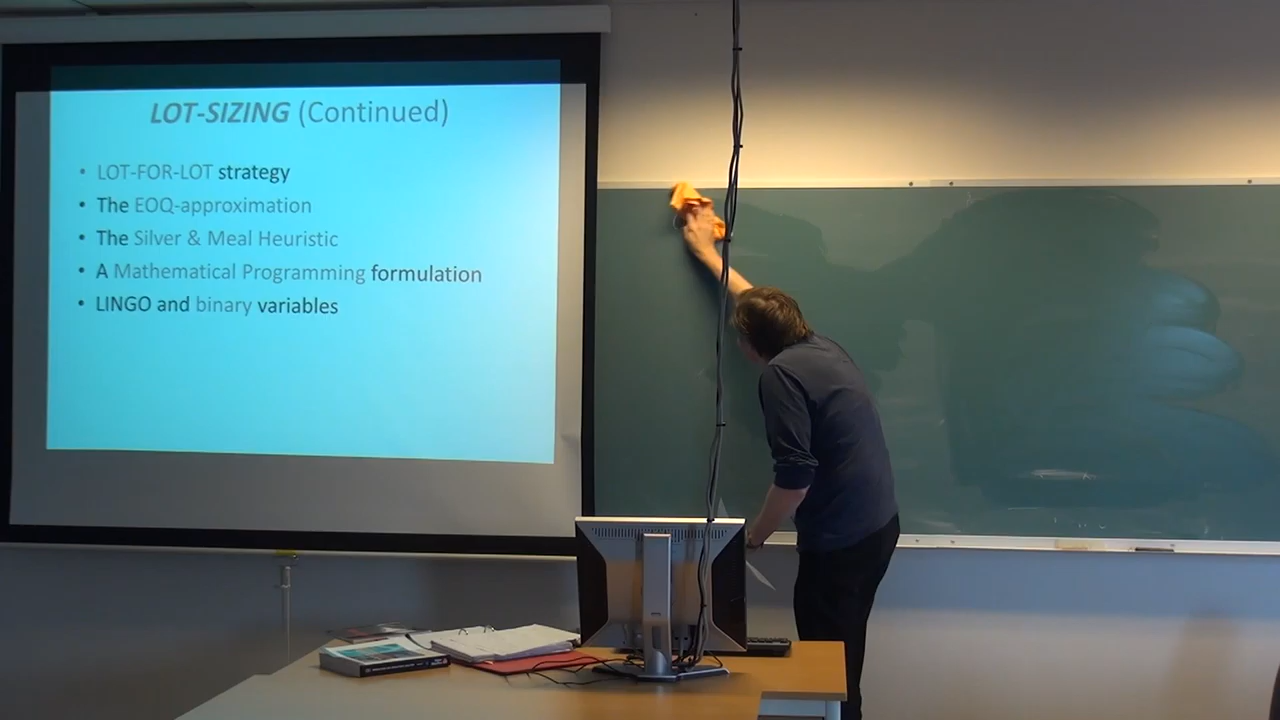 LOT-SIZING (Continued)
• LOT-FOR-LOT strategy
• The EOQ-approximation
• The Silver & Meal Heuristic
• A Mathematical Programming formulation
• LINGO and binary variables